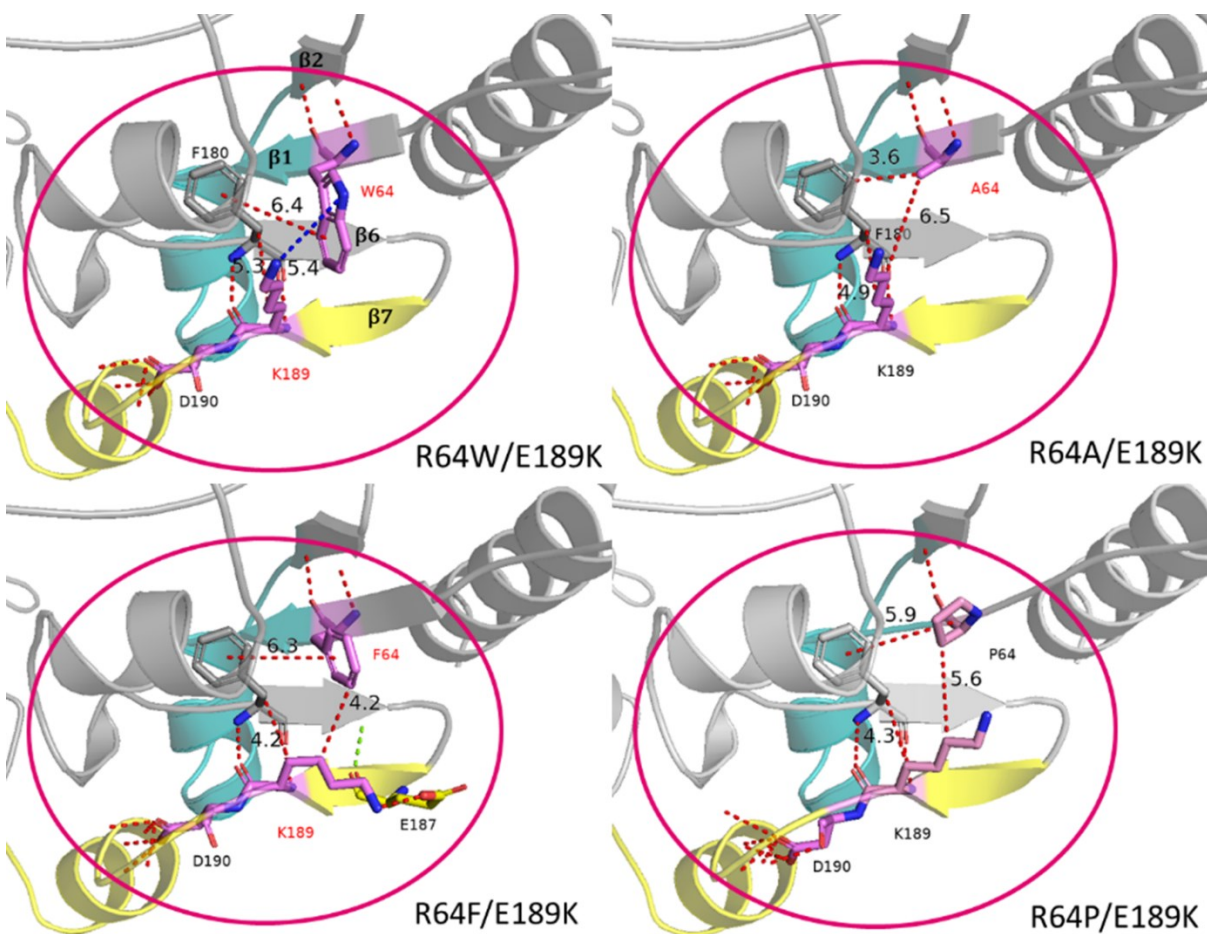 β2
F180
β1
W64
6.4
β6
5.3
5.4
β7
K189
D190
R64W/E189K
3.6
A64
6.5
F180
4.9
K189
D190
R64A/E189K
6.3
F64
4.2
4.2
K189
E187
D190
R64F/E189K
5.9
P64
5.6
4.3
K189
D190
R64P/E189K